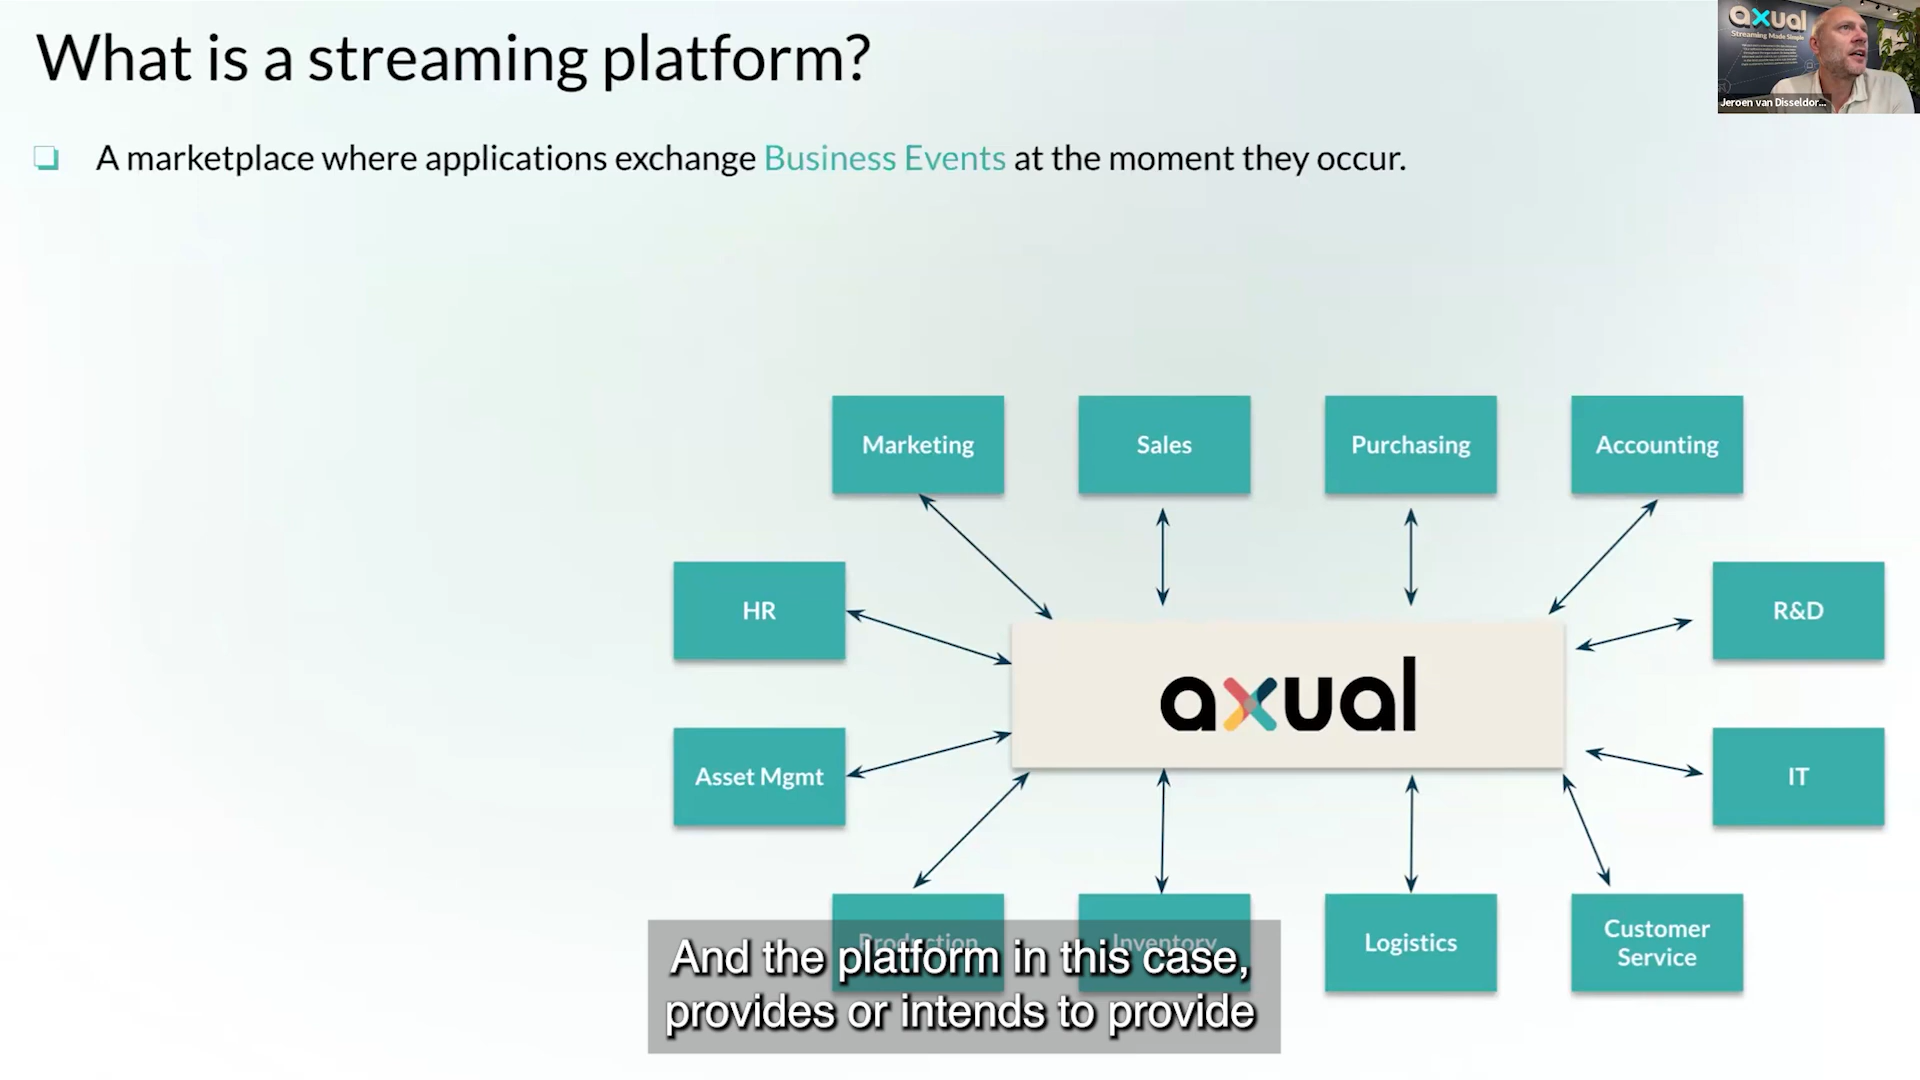 What is a streaming platform?
axual
Streaming Made Simple
Jeroen van Disseldor...
A marketplace where applications exchange Business Events at the moment they occur.
Marketing
Sales
Purchasing
Accounting
HR
R&D
axual
Asset Mgmt
IT
Production
Inventory
Logistics
Customer
Service
And the platform in this case,
provides or intends to provide